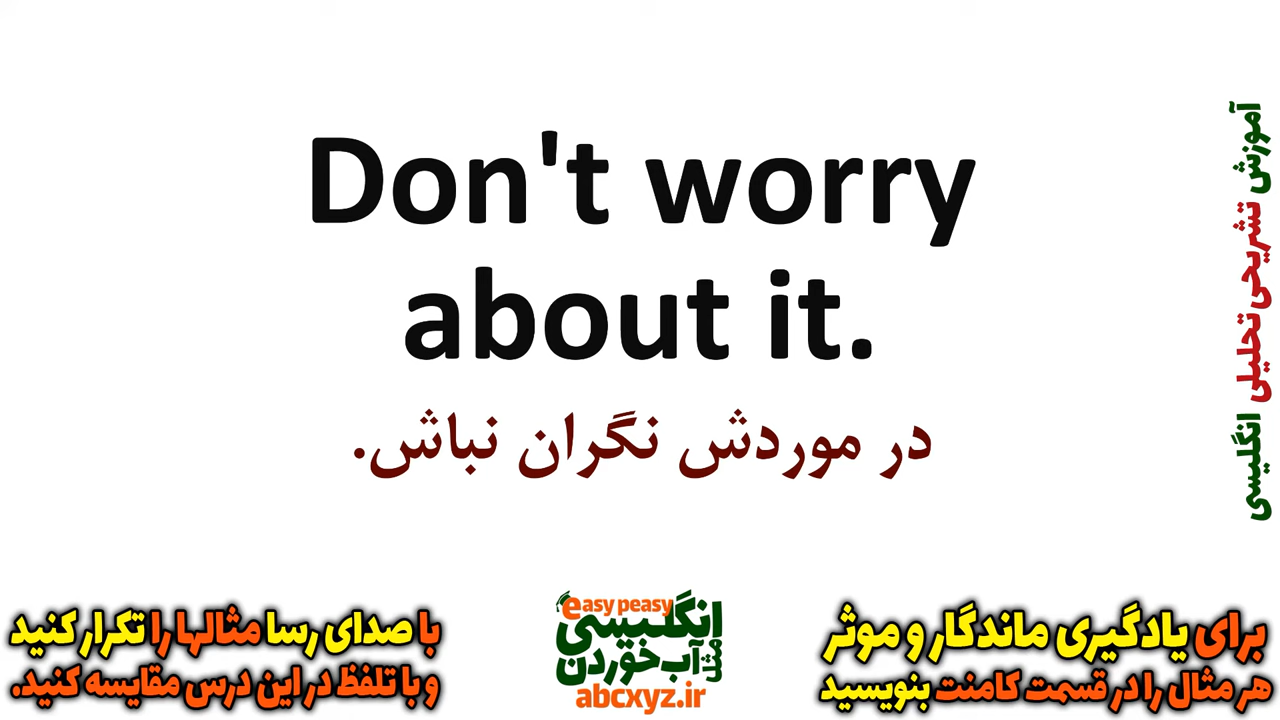 Don't worry
about it.
در موردش نگران نباش.
آموزش تشریحی تحلیلی انگلیسی
برای یادگیری ماندگار و موثر
هر مثال را در قسمت کامنت بنویسید
easy peasy
انگلیسی
مثل آب خوردن
abcxyz.ir
با صدای رسا مثالها را تکرار کنید
و با تلفظ در این درس مقایسه کنید.